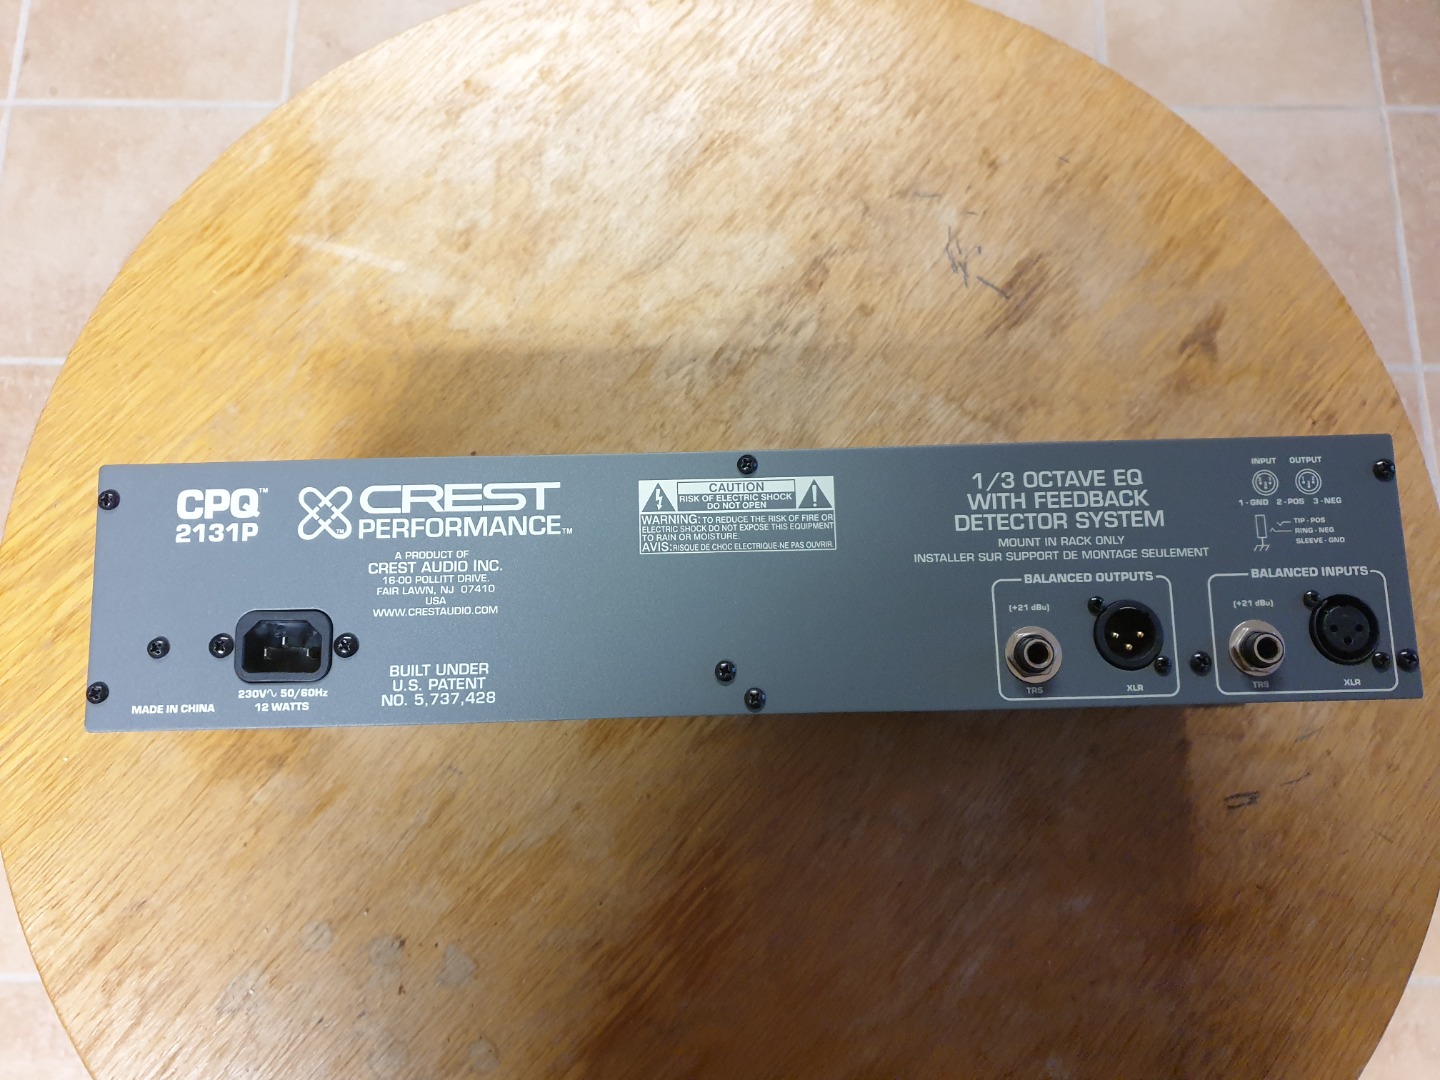 CPQ™
2131P
CREST
PERFORMANCE™
A PRODUCT OF
CREST AUDIO INC.
16-00 POLLITT DRIVE,
FAIR LAWN, NJ 07410
USA
WWW.CRESTAUDIO.COM
230V∿ 50/60Hz
12 WATTS
MADE IN CHINA
BUILT UNDER
U.S. PATENT
NO. 5,737,428
CAUTION
RISK OF ELECTRIC SHOCK
DO NOT OPEN
WARNING: TO REDUCE THE RISK OF FIRE OR
ELECTRIC SHOCK DO NOT EXPOSE THIS EQUIPMENT
TO RAIN OR MOISTURE.
AVIS: RISQUE DE CHOC ELECTRIQUE-NE PAS OUVRIR.
1/3 OCTAVE EQ
WITH FEEDBACK
DETECTOR SYSTEM
MOUNT IN RACK ONLY
INSTALLER SUR SUPPORT DE MONTAGE SEULEMENT
INPUT OUTPUT
1 - GND 2 - POS 3 - NEG
TIP - POS
RING - NEG
SLEEVE - GND
BALANCED OUTPUTS
(+21 dBu)
TRS
XLR
BALANCED INPUTS
(+21 dBu)
TRS
XLR